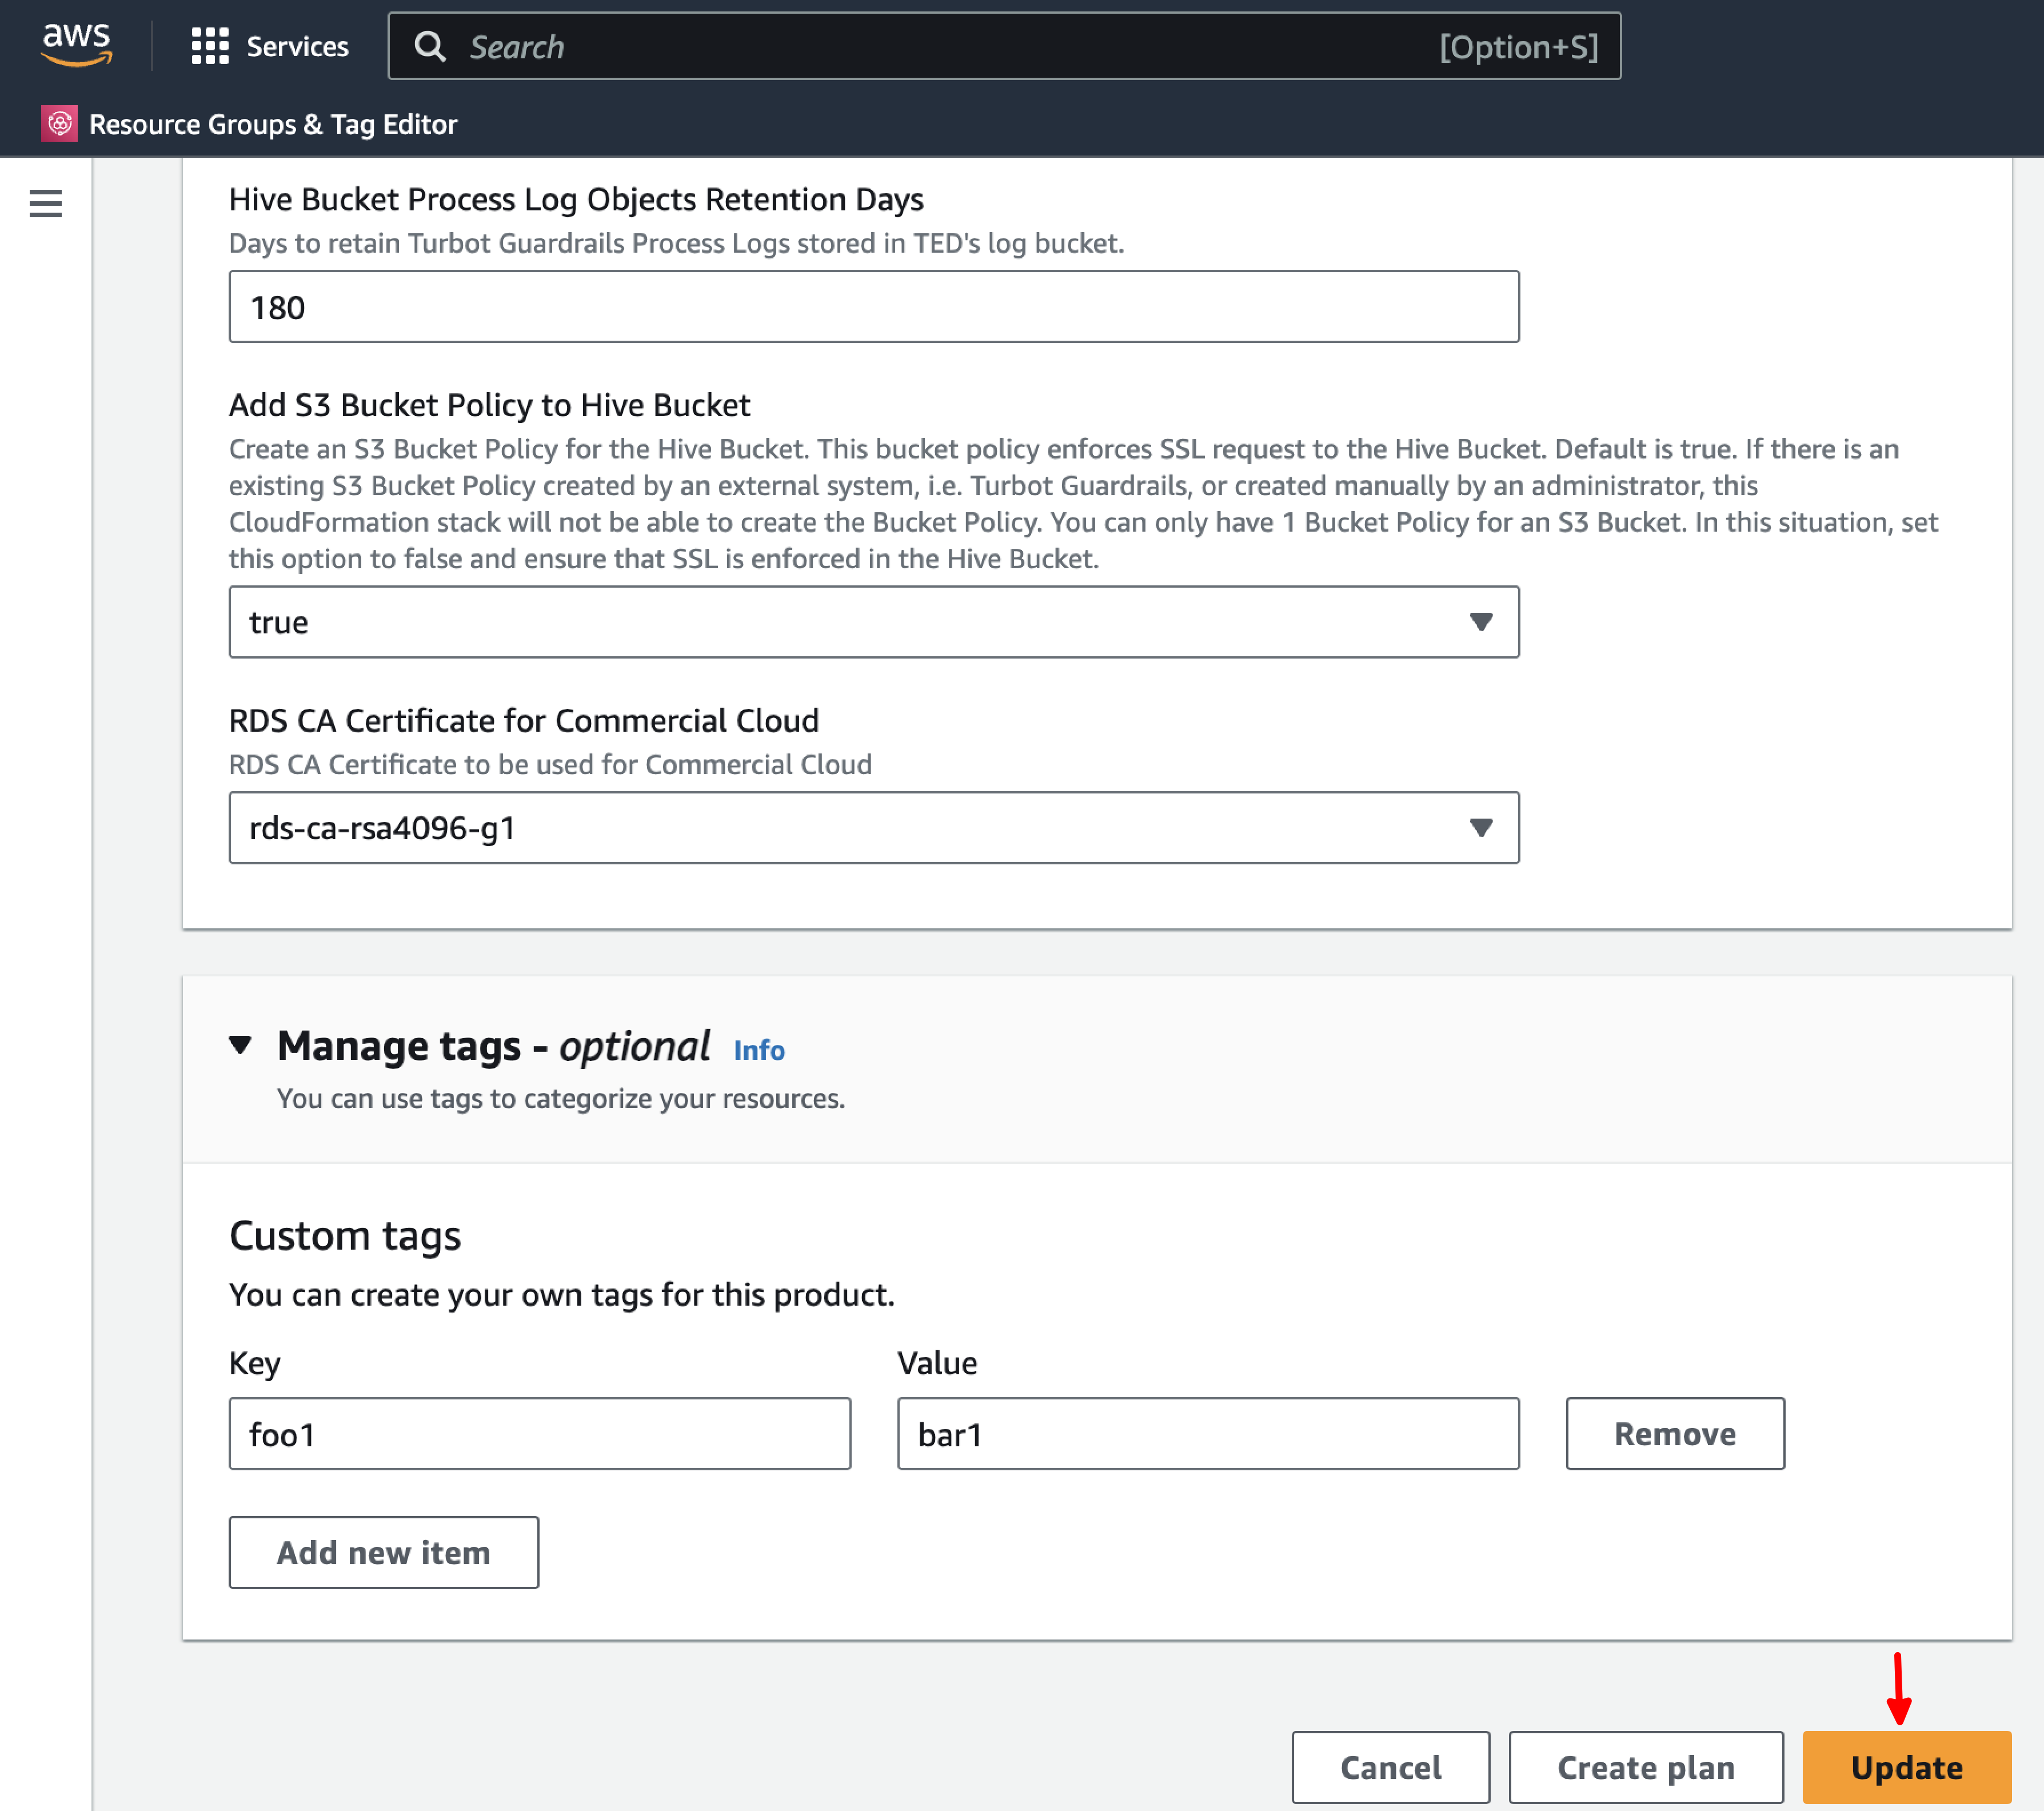 aws
Services
Search
[Option+S]
Resource Groups & Tag Editor
Hive Bucket Process Log Objects Retention Days
Days to retain Turbot Guardrails Process Logs stored in TED's log bucket.
180
Add S3 Bucket Policy to Hive Bucket
Create an S3 Bucket Policy for the Hive Bucket. This bucket policy enforces SSL request to the Hive Bucket. Default is true. If there is an
existing S3 Bucket Policy created by an external system, i.e. Turbot Guardrails, or created manually by an administrator, this
CloudFormation stack will not be able to create the Bucket Policy. You can only have 1 Bucket Policy for an S3 Bucket. In this situation, set
this option to false and ensure that SSL is enforced in the Hive Bucket.
true
RDS CA Certificate for Commercial Cloud
RDS CA Certificate to be used for Commercial Cloud
rds-ca-rsa4096-g1
Manage tags - optional Info
You can use tags to categorize your resources.
Custom tags
You can create your own tags for this product.
Key
Value
foo1
bar1
Remove
Add new item
Cancel
Create plan
Update